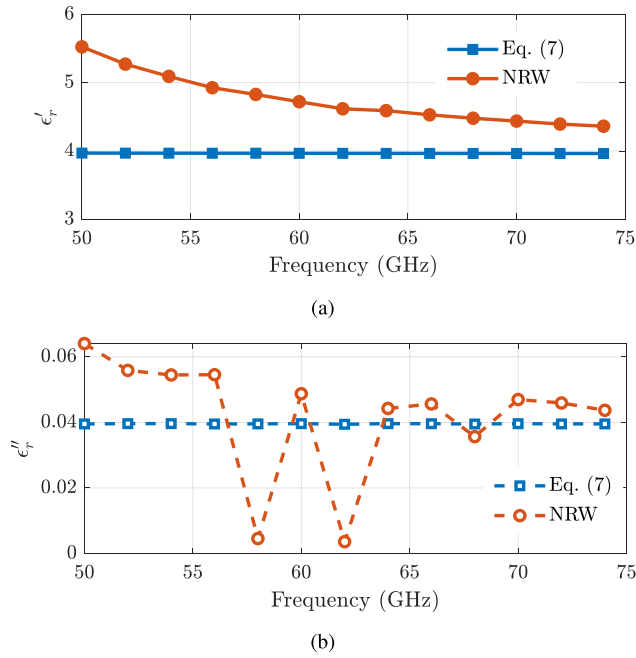 6
5
4
3
ϵ′r
Eq. (7)
NRW
50 55 60 65 70 75
Frequency (GHz)
(a)
0.06
0.04
0.02
0
ϵ″r
Eq. (7)
NRW
50 55 60 65 70 75
Frequency (GHz)
(b)